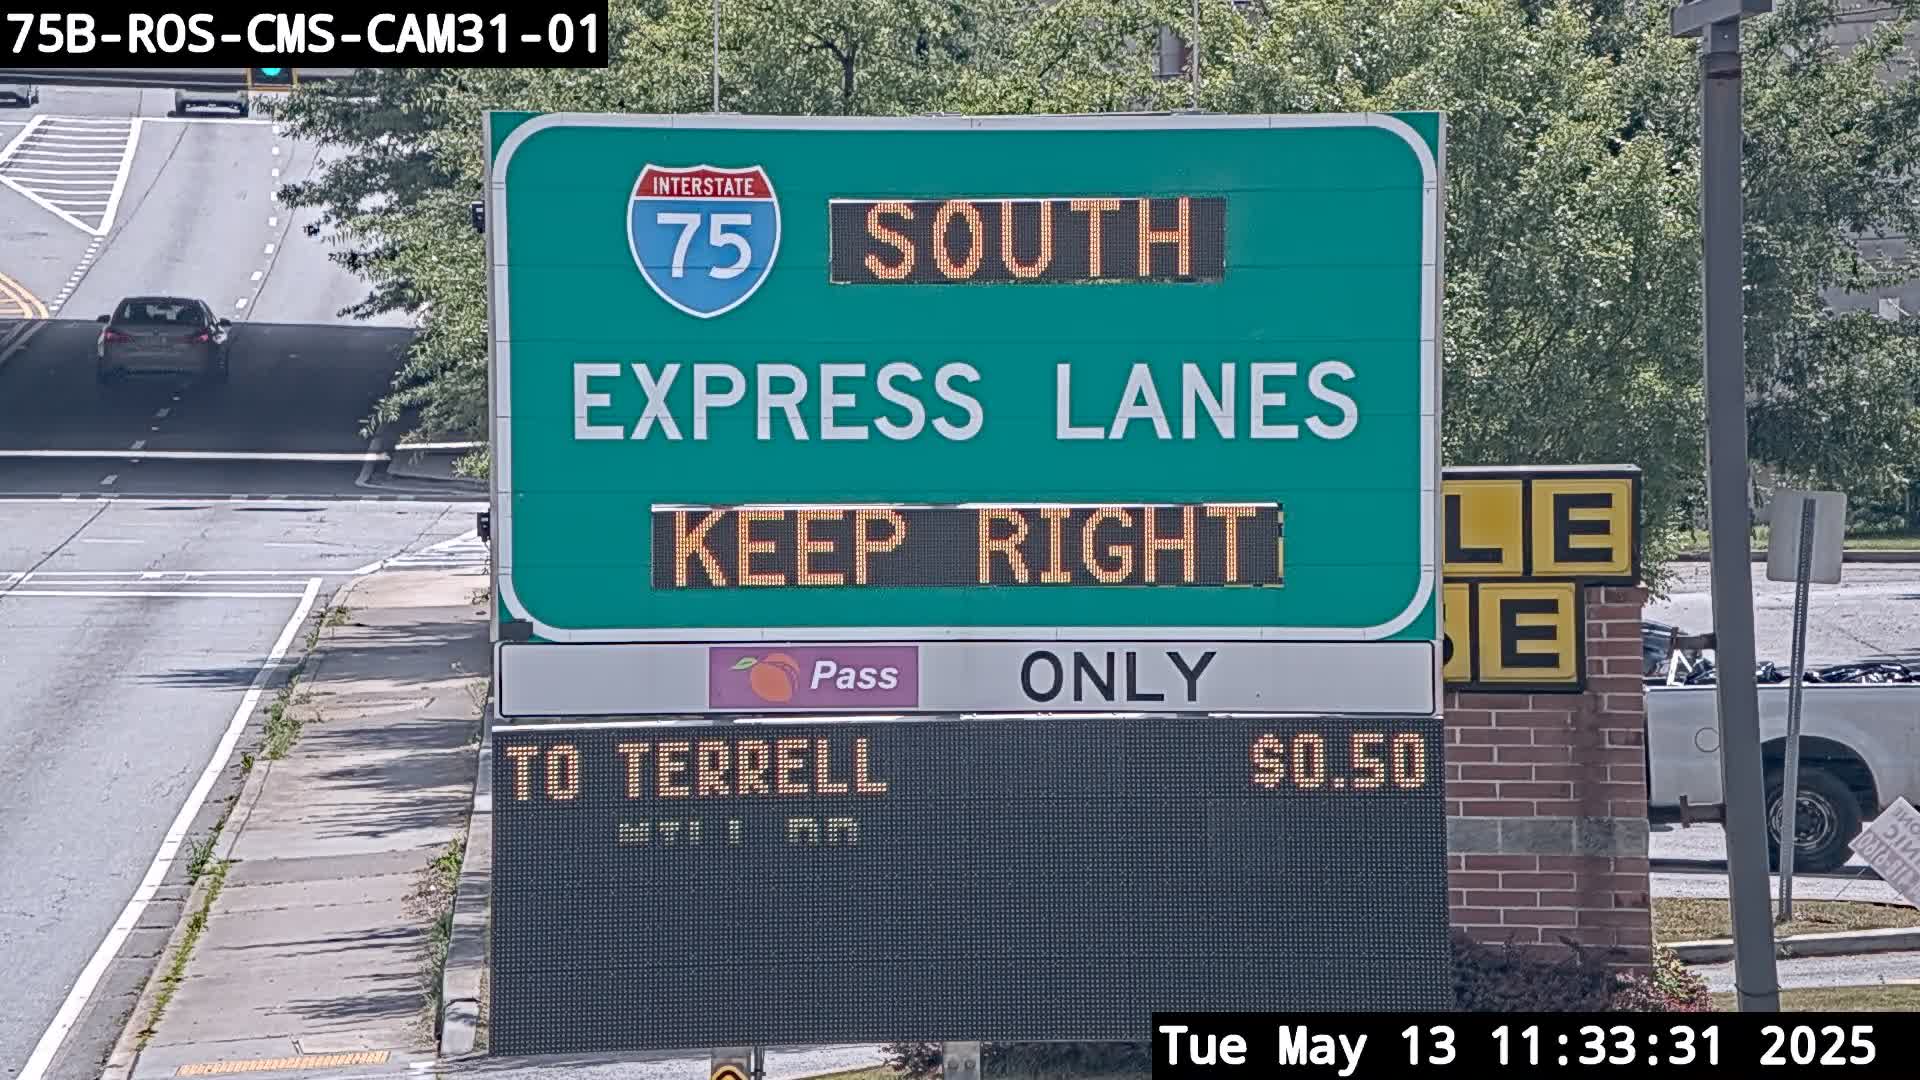 75B-ROS-CMS-CAM31-01
INTERSTATE
75
SOUTH
EXPRESS LANES
KEEP RIGHT
Pass ONLY
TO TERRELL $0.50
LE
E
Tue May 13 11:33:31 2025